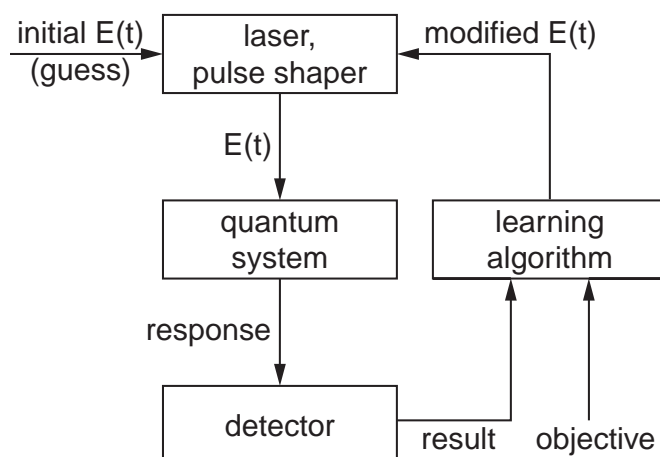 initial E(t)
(guess)
laser,
pulse shaper
modified E(t)
E(t)
quantum
system
learning
algorithm
response
detector
result
objective